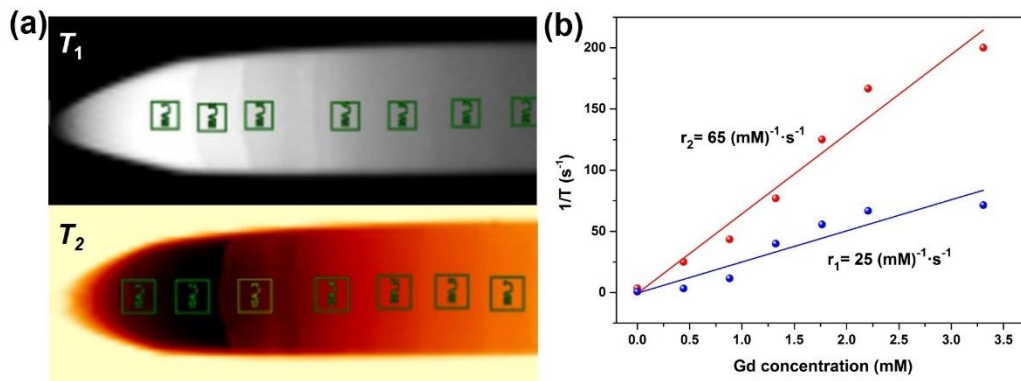 (a)
T1
T2
(b)
200
150
100
50
0
1/T (s-1)
r2= 65 (mM)-1·s-1
r1= 25 (mM)-1·s-1
0.0 0.5 1.0 1.5 2.0 2.5 3.0 3.5
Gd concentration (mM)